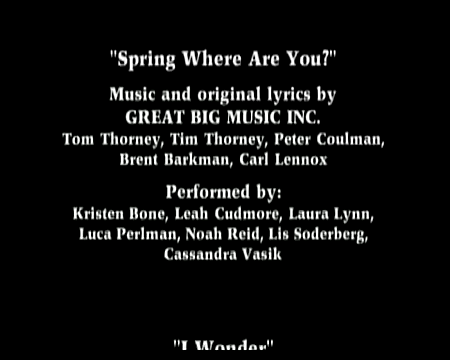 "Spring Where Are You?"
Music and original lyrics by
GREAT BIG MUSIC INC.
Tom Thorney, Tim Thorney, Peter Coulman,
Brent Barkman, Carl Lennox
Performed by:
Kristen Bone, Leah Cudmore, Laura Lynn,
Luca Perlman, Noah Reid, Lis Soderberg,
Cassandra Vasik
"I Wonder"